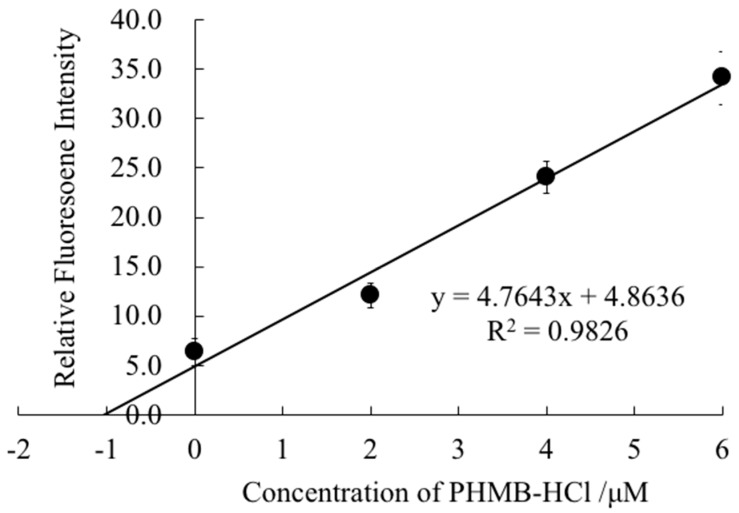 40.0
35.0
30.0
25.0
20.0
15.0
10.0
5.0
0.0
Relative Fluoresoene Intensity
y = 4.7643x + 4.8636
R² = 0.9826
-2 -1 0 1 2 3 4 5 6
Concentration of PHMB-HCl /μM